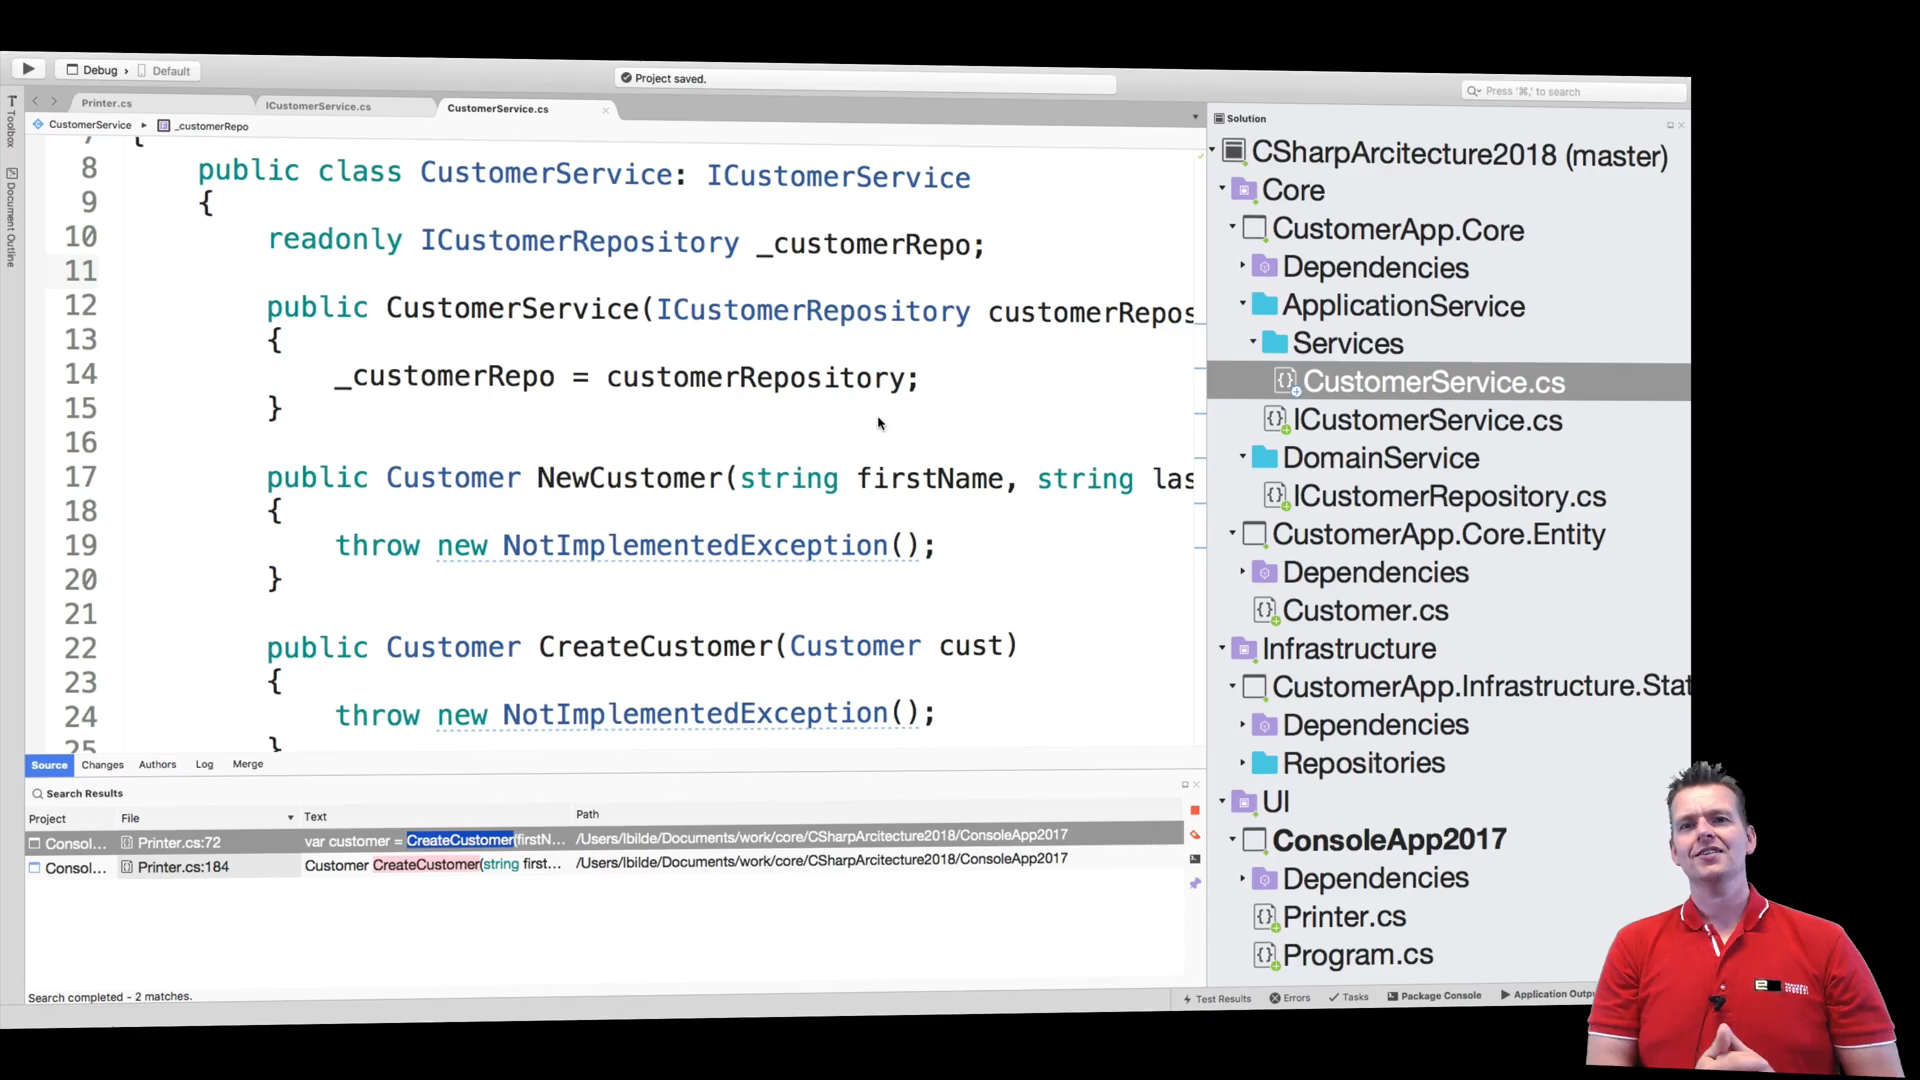 Debug › Default
Project saved.
Press '⌘,' to search
Printer.cs
ICustomerService.cs
CustomerService.cs
CustomerService
_customerRepo
Toolbox
Document Outline
7 {
8 public class CustomerService: ICustomerService
9 {
10 readonly ICustomerRepository _customerRepo;
11
12 public CustomerService(ICustomerRepository customerRepos
13 {
14 _customerRepo = customerRepository;
15 }
16
17 public Customer NewCustomer(string firstName, string las
18 {
19 throw new NotImplementedException();
20 }
21
22 public Customer CreateCustomer(Customer cust)
23 {
24 throw new NotImplementedException();
25 }
Source Changes Authors Log Merge
Search Results
Project File Text Path
Consol... Printer.cs:72 var customer = CreateCustomer(firstN... /Users/lbilde/Documents/work/core/CSharpArcitecture2018/ConsoleApp2017
Consol... Printer.cs:184 Customer CreateCustomer(string first... /Users/lbilde/Documents/work/core/CSharpArcitecture2018/ConsoleApp2017
Search completed - 2 matches.
Solution
CSharpArcitecture2018 (master)
Core
CustomerApp.Core
Dependencies
ApplicationService
Services
CustomerService.cs
ICustomerService.cs
DomainService
ICustomerRepository.cs
CustomerApp.Core.Entity
Dependencies
Customer.cs
Infrastructure
CustomerApp.Infrastructure.Stat
Dependencies
Repositories
UI
ConsoleApp2017
Dependencies
Printer.cs
Program.cs
Test Results Errors Tasks Package Console Application Outpu